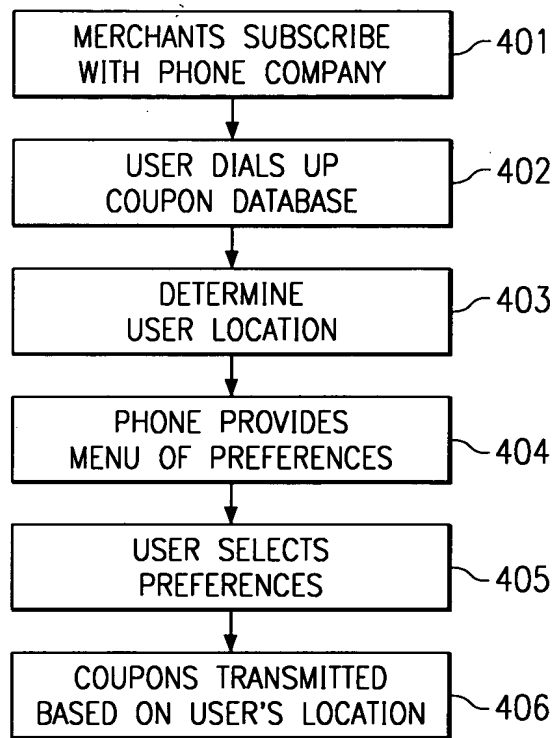 MERCHANTS SUBSCRIBE
WITH PHONE COMPANY
401
USER DIALS UP
COUPON DATABASE
402
DETERMINE
USER LOCATION
403
PHONE PROVIDES
MENU OF PREFERENCES
404
USER SELECTS
PREFERENCES
405
COUPONS TRANSMITTED
BASED ON USER'S LOCATION
406